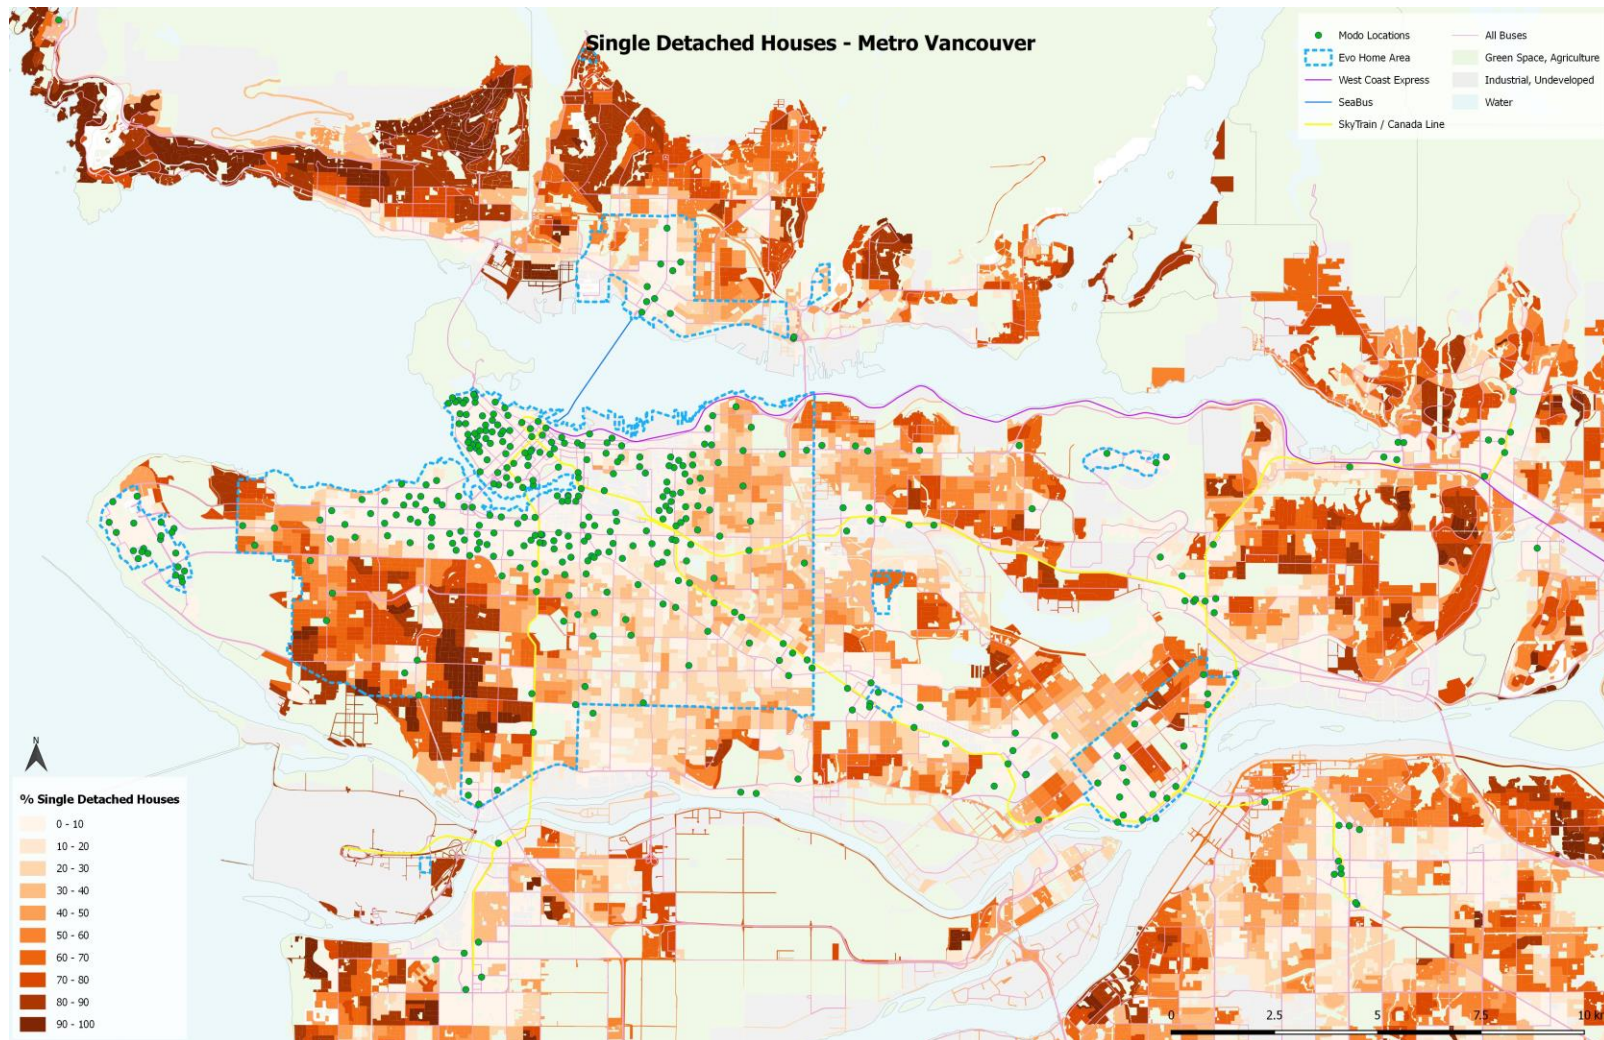 Single Detached Houses - Metro Vancouver
Modo Locations
Evo Home Area
West Coast Express
SeaBus
SkyTrain / Canada Line
All Buses
Green Space, Agriculture
Industrial, Undeveloped
Water
N
% Single Detached Houses
0 - 10
10 - 20
20 - 30
30 - 40
40 - 50
50 - 60
60 - 70
70 - 80
80 - 90
90 - 100
0 2.5 5 7.5 10 km